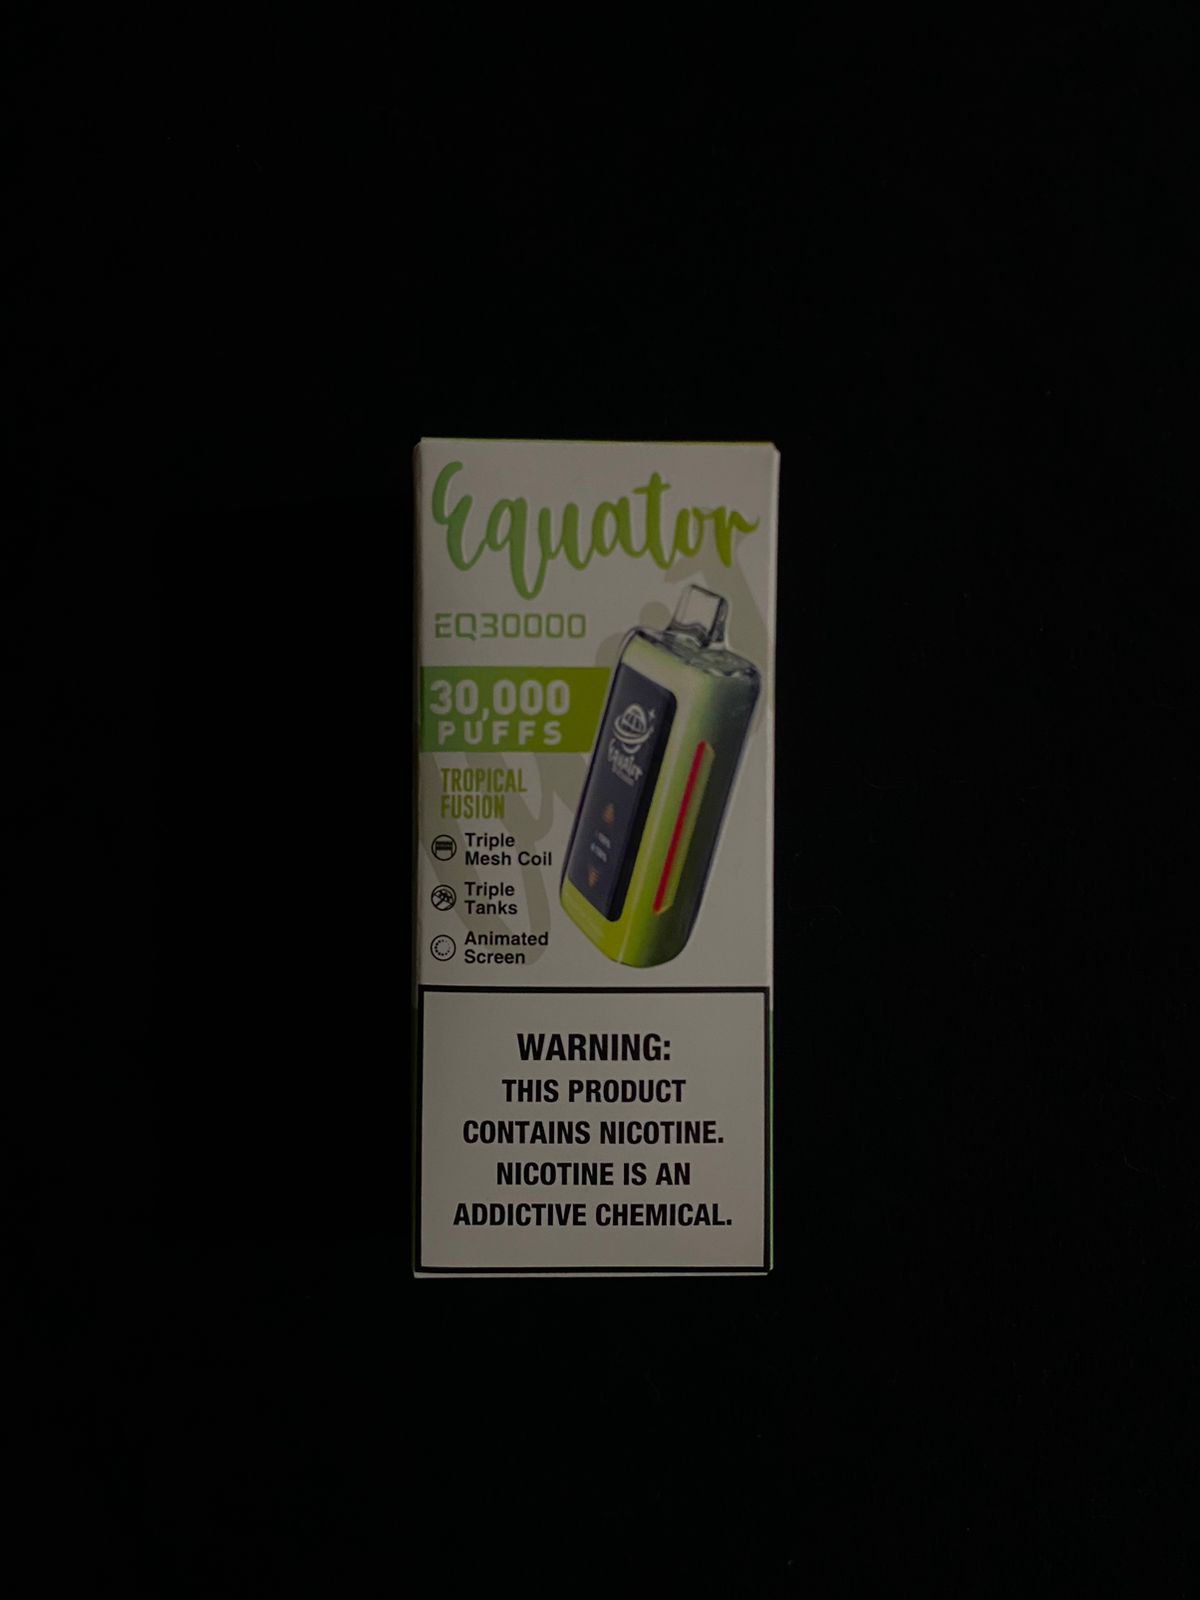 Equator
EQ30000
30,000
PUFFS
TROPICAL
FUSION
Triple
Mesh Coil
Triple
Tanks
Animated
Screen
Equator
WARNING:
THIS PRODUCT
CONTAINS NICOTINE.
NICOTINE IS AN
ADDICTIVE CHEMICAL.